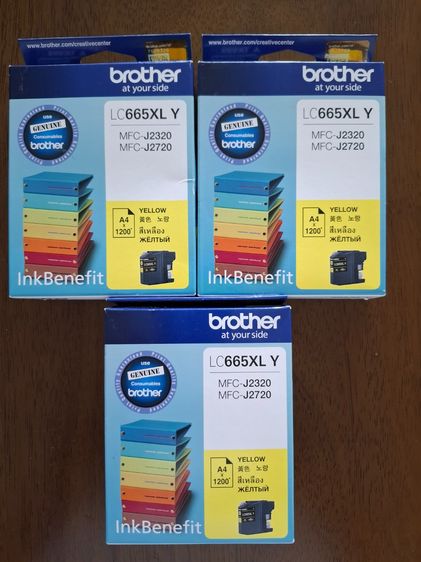 www.brother.com/creativecenter
brother
at your side
LC665XL Y
MFC-J2320
MFC-J2720
use
GENUINE
Consumables
brother
A4
x
1200*
YELLOW
黃色 노랑
สีเหลือง
ЖЁЛТЫЙ
InkBenefit
www.brother.com/creativecenter
brother
at your side
LC665XL Y
MFC-J2320
MFC-J2720
use
GENUINE
Consumables
brother
A4
x
1200*
YELLOW
黃色 노랑
สีเหลือง
ЖЁЛТЫЙ
InkBenefit
brother
at your side
LC665XL Y
MFC-J2320
MFC-J2720
use
GENUINE
Consumables
brother
A4
x
1200*
YELLOW
黃色 노랑
สีเหลือง
ЖЁЛТЫЙ
InkBenefit